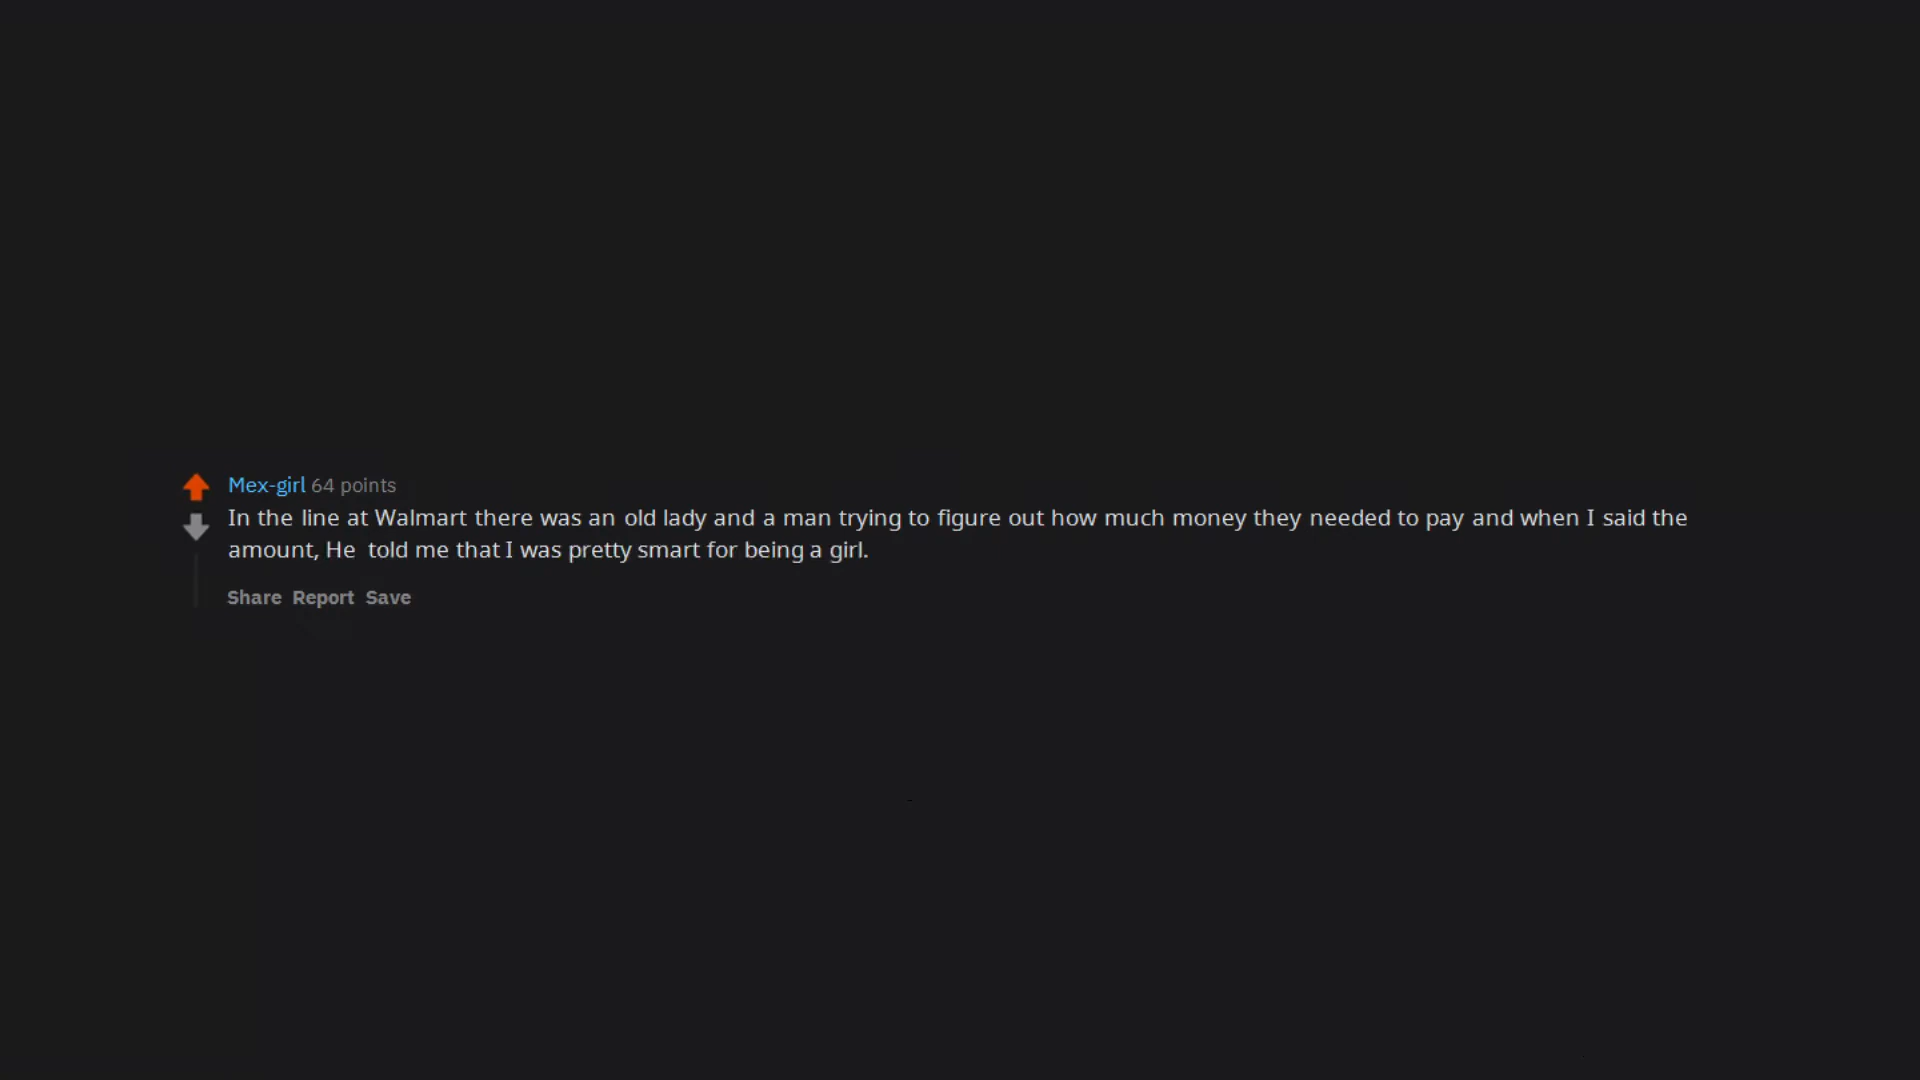 Mex-girl 64 points
In the line at Walmart there was an old lady and a man trying to figure out how much money they needed to pay and when I said the
amount, He  told me that I was pretty smart for being a girl.
Share Report Save